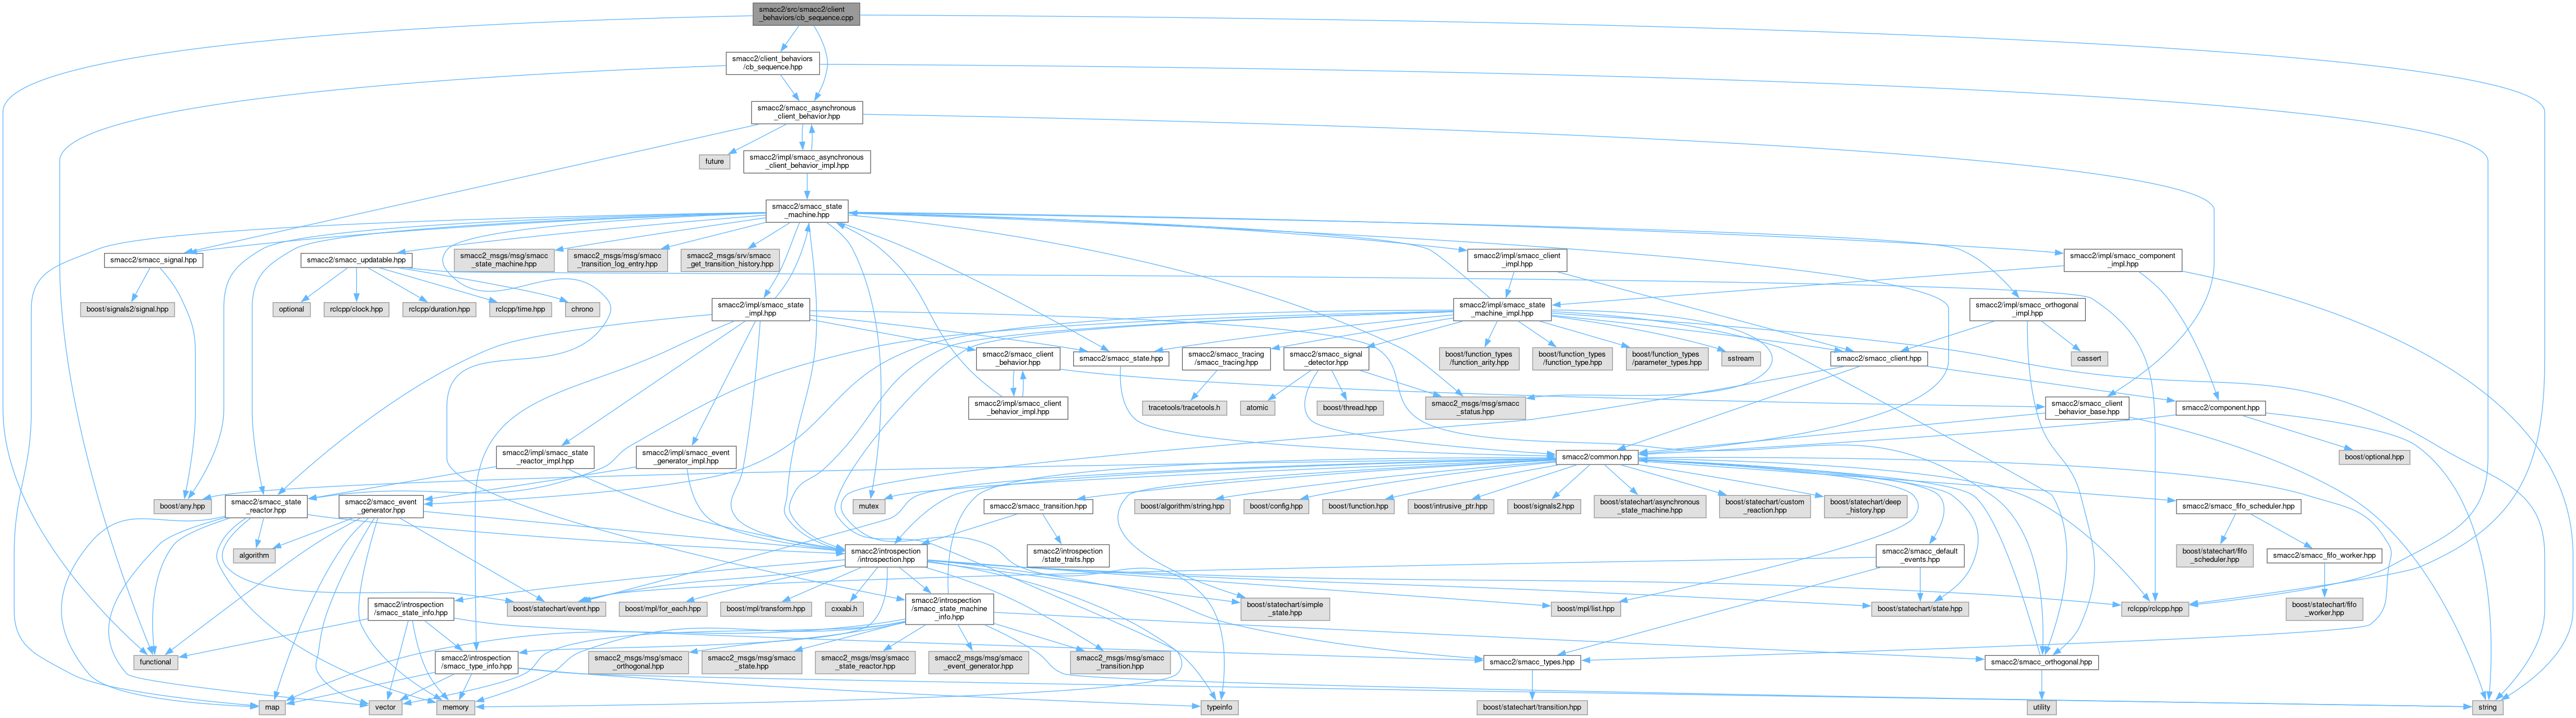 smacc2/src/smacc2/client
_behaviors/cb_sequence.cpp
smacc2/client_behaviors
/cb_sequence.hpp
smacc2/smacc_asynchronous
_client_behavior.hpp
future
smacc2/impl/smacc_asynchronous
_client_behavior_impl.hpp
smacc2/smacc_state
_machine.hpp
smacc2/smacc_signal.hpp
smacc2/smacc_updatable.hpp
smacc2_msgs/msg/smacc
_state_machine.hpp
smacc2_msgs/msg/smacc
_transition_log_entry.hpp
smacc2_msgs/srv/smacc
_get_transition_history.hpp
smacc2/impl/smacc_client
_impl.hpp
smacc2/impl/smacc_component
_impl.hpp
boost/signals2/signal.hpp
optional
rclcpp/clock.hpp
rclcpp/duration.hpp
rclcpp/time.hpp
chrono
smacc2/impl/smacc_state
_impl.hpp
smacc2/impl/smacc_state
_machine_impl.hpp
smacc2/impl/smacc_orthogonal
_impl.hpp
smacc2/smacc_client
_behavior.hpp
smacc2/smacc_state.hpp
smacc2/smacc_tracing
/smacc_tracing.hpp
smacc2/smacc_signal
_detector.hpp
boost/function_types
/function_arity.hpp
boost/function_types
/function_type.hpp
boost/function_types
/parameter_types.hpp
sstream
smacc2/smacc_client.hpp
cassert
smacc2/impl/smacc_client
_behavior_impl.hpp
tracetools/tracetools.h
atomic
boost/thread.hpp
smacc2_msgs/msg/smacc
_status.hpp
smacc2/smacc_client
_behavior_base.hpp
smacc2/component.hpp
smacc2/impl/smacc_state
_reactor_impl.hpp
smacc2/impl/smacc_event
_generator_impl.hpp
smacc2/common.hpp
boost/optional.hpp
boost/any.hpp
smacc2/smacc_state
_reactor.hpp
smacc2/smacc_event
_generator.hpp
mutex
smacc2/smacc_transition.hpp
boost/algorithm/string.hpp
boost/config.hpp
boost/function.hpp
boost/intrusive_ptr.hpp
boost/signals2.hpp
boost/statechart/asynchronous
_state_machine.hpp
boost/statechart/custom
_reaction.hpp
boost/statechart/deep
_history.hpp
smacc2/smacc_fifo_scheduler.hpp
algorithm
smacc2/introspection
/introspection.hpp
smacc2/introspection
/state_traits.hpp
smacc2/smacc_default
_events.hpp
boost/statechart/fifo
_scheduler.hpp
smacc2/smacc_fifo_worker.hpp
smacc2/introspection
/smacc_state_info.hpp
boost/statechart/event.hpp
boost/mpl/for_each.hpp
boost/mpl/transform.hpp
cxxabi.h
smacc2/introspection
/smacc_state_machine
_info.hpp
boost/statechart/simple
_state.hpp
boost/mpl/list.hpp
boost/statechart/state.hpp
rclcpp/rclcpp.hpp
boost/statechart/fifo
_worker.hpp
functional
smacc2/introspection
/smacc_type_info.hpp
smacc2_msgs/msg/smacc
_orthogonal.hpp
smacc2_msgs/msg/smacc
_state.hpp
smacc2_msgs/msg/smacc
_state_reactor.hpp
smacc2_msgs/msg/smacc
_event_generator.hpp
smacc2_msgs/msg/smacc
_transition.hpp
smacc2/smacc_types.hpp
smacc2/smacc_orthogonal.hpp
map
vector
memory
typeinfo
boost/statechart/transition.hpp
utility
string